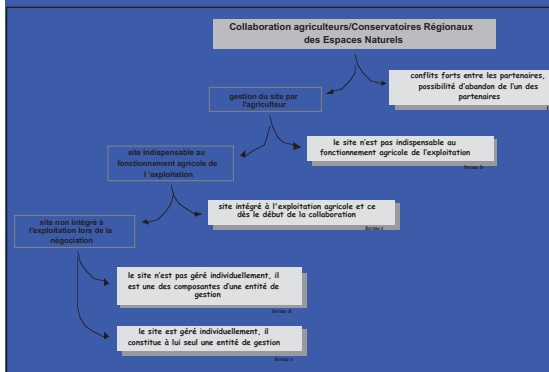 Collaboration agriculteurs/Conservatoires Régionaux
des Espaces Naturels
conflits forts entre les partenaires,
possibilité d'abandon de l'un des
partenaires
gestion du site par
l'agriculteur
site indispensable au
fonctionnement agricole de
l 'exploitation
le site n'est pas indispensable au
fonctionnement agricole de l'exploitation
forme b
site intégré à l'exploitation agricole et ce
dès le début de la collaboration
forme c
site non intégré à
l'exploitation lors de la
négociation
le site n'est pas géré individuellement, il
est une des composantes d'une entité de
gestion
forme d
le site est géré individuellement, il
constitue à lui seul une entité de gestion
forme e